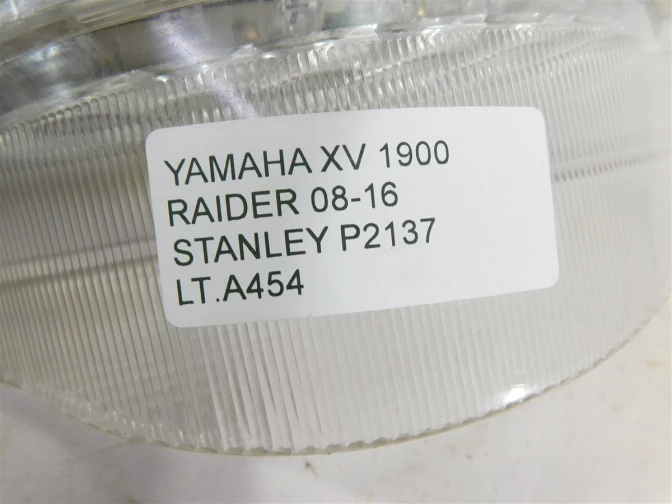 YAMAHA XV 1900
RAIDER 08-16
STANLEY P2137
LT.A454